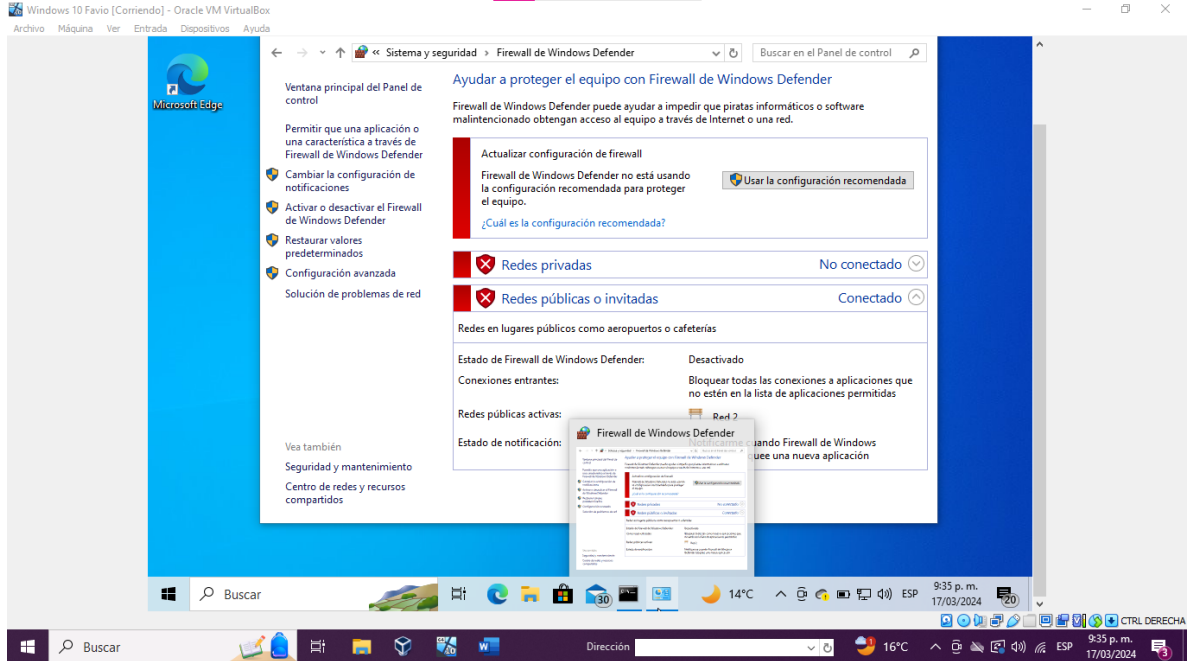 Windows 10 Favio [Corriendo] - Oracle VM VirtualBox
Archivo Máquina Ver Entrada Dispositivos Ayuda
« Sistema y seguridad › Firewall de Windows Defender
Buscar en el Panel de control
Microsoft Edge
Ventana principal del Panel de
control
Permitir que una aplicación o
una característica a través de
Firewall de Windows Defender
Cambiar la configuración de
notificaciones
Activar o desactivar el Firewall
de Windows Defender
Restaurar valores
predeterminados
Configuración avanzada
Solución de problemas de red
Vea también
Seguridad y mantenimiento
Centro de redes y recursos
compartidos
Ayudar a proteger el equipo con Firewall de Windows Defender
Firewall de Windows Defender puede ayudar a impedir que piratas informáticos o software
malintencionado obtengan acceso al equipo a través de Internet o una red.
Actualizar configuración de firewall
Firewall de Windows Defender no está usando
la configuración recomendada para proteger
el equipo.
Usar la configuración recomendada
¿Cuál es la configuración recomendada?
Redes privadas No conectado
Redes públicas o invitadas Conectado
Redes en lugares públicos como aeropuertos o cafeterías
Estado de Firewall de Windows Defender: Desactivado
Conexiones entrantes: Bloquear todas las conexiones a aplicaciones que
no estén en la lista de aplicaciones permitidas
Redes públicas activas: Red 2
Estado de notificación: Notificarme cuando Firewall de Windows
quee una nueva aplicación
Firewall de Windows Defender
Buscar
30
14°C
ESP
9:35 p. m.
17/03/2024
20
CTRL DERECHA
Buscar
Dirección
3
16°C
ESP
9:35 p. m.
17/03/2024
3